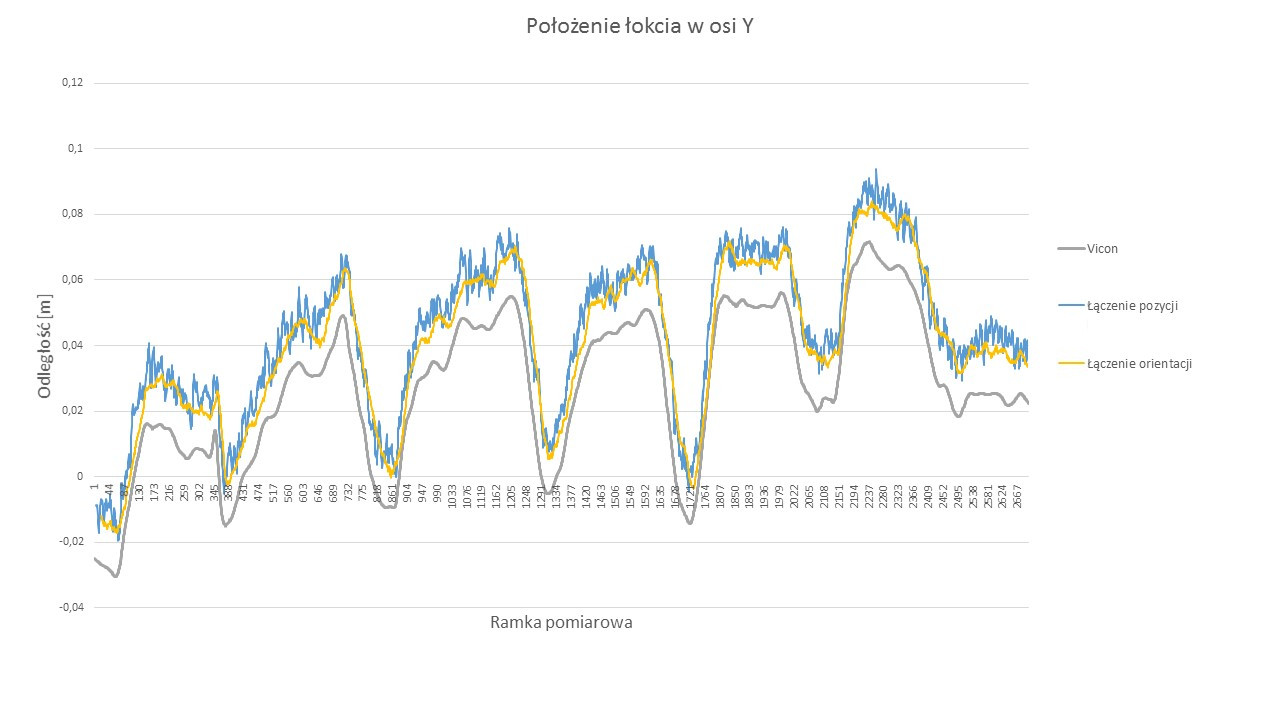 Położenie łokcia w osi Y
0,12
0,1
0,08
0,06
0,04
0,02
0
-0,02
-0,04
Odległość [m]
1 44 87 130 173 216 259 302 345 388 431 474 517 560 603 646 689 732 775 818 861 904 947 990 1033 1076 1119 1162 1205 1248 1291 1334 1377 1420 1463 1506 1549 1592 1635 1678 1721 1764 1807 1850 1893 1936 1979 2022 2065 2108 2151 2194 2237 2280 2323 2366 2409 2452 2495 2538 2581 2624 2667
Ramka pomiarowa
Vicon
Łączenie pozycji
Łączenie orientacji